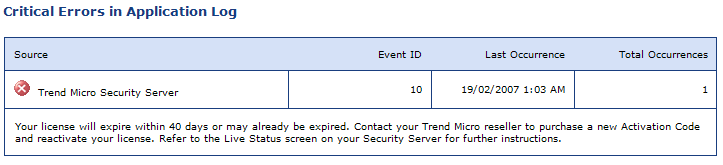 Critical Errors in Application Log
Source Event ID Last Occurrence Total Occurrences
Trend Micro Security Server 10 19/02/2007 1:03 AM 1
Your license will expire within 40 days or may already be expired. Contact your Trend Micro reseller to purchase a new Activation Code
and reactivate your license. Refer to the Live Status screen on your Security Server for further instructions.